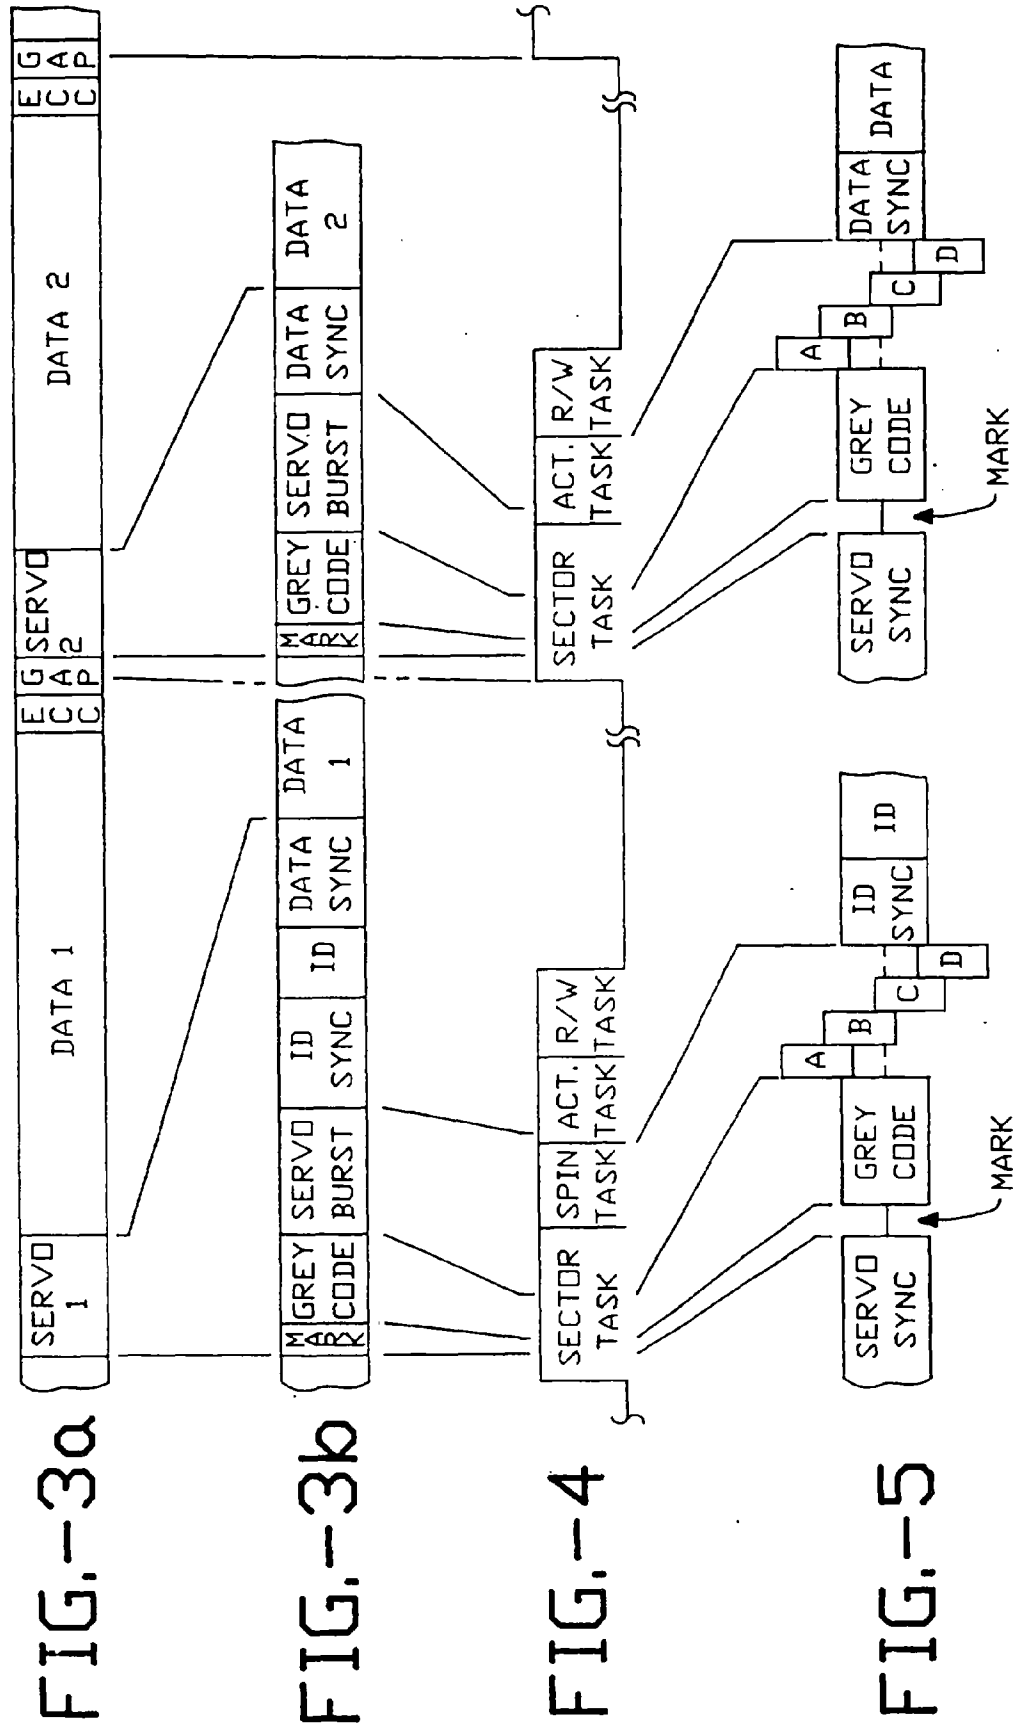 FIG.-3a
SERVO
1
DATA 1
ECC
GAP
SERVO
2
DATA 2
ECC
GAP
FIG.-3b
MARK
GREY
CODE
SERVO
BURST
ID
SYNC
ID
DATA
SYNC
DATA
1
MARK
GREY
CODE
SERVO
BURST
DATA
SYNC
DATA
2
FIG.-4
SECTOR
TASK
SPIN
TASK
ACT.
TASK
R/W
TASK
SECTOR
TASK
ACT.
TASK
R/W
TASK
FIG.-5
SERVO
SYNC
MARK
GREY
CODE
A
B
C
D
ID
SYNC
ID
SERVO
SYNC
MARK
GREY
CODE
A
B
C
D
DATA
SYNC
DATA